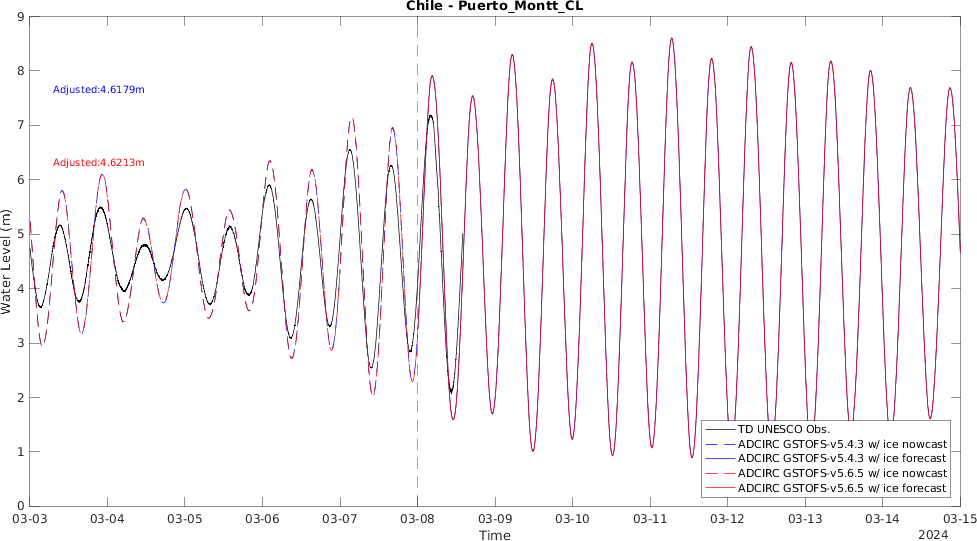 Chile - Puerto_Montt_CL
Water Level (m)
9
8
7
6
5
4
3
2
1
0
Adjusted:4.6179m
Adjusted:4.6213m
TD UNESCO Obs.
ADCIRC GSTOFS-v5.4.3 w/ ice nowcast
ADCIRC GSTOFS-v5.4.3 w/ ice forecast
ADCIRC GSTOFS-v5.6.5 w/ ice nowcast
ADCIRC GSTOFS-v5.6.5 w/ ice forecast
03-03 03-04 03-05 03-06 03-07 03-08 03-09 03-10 03-11 03-12 03-13 03-14 03-15
Time
2024